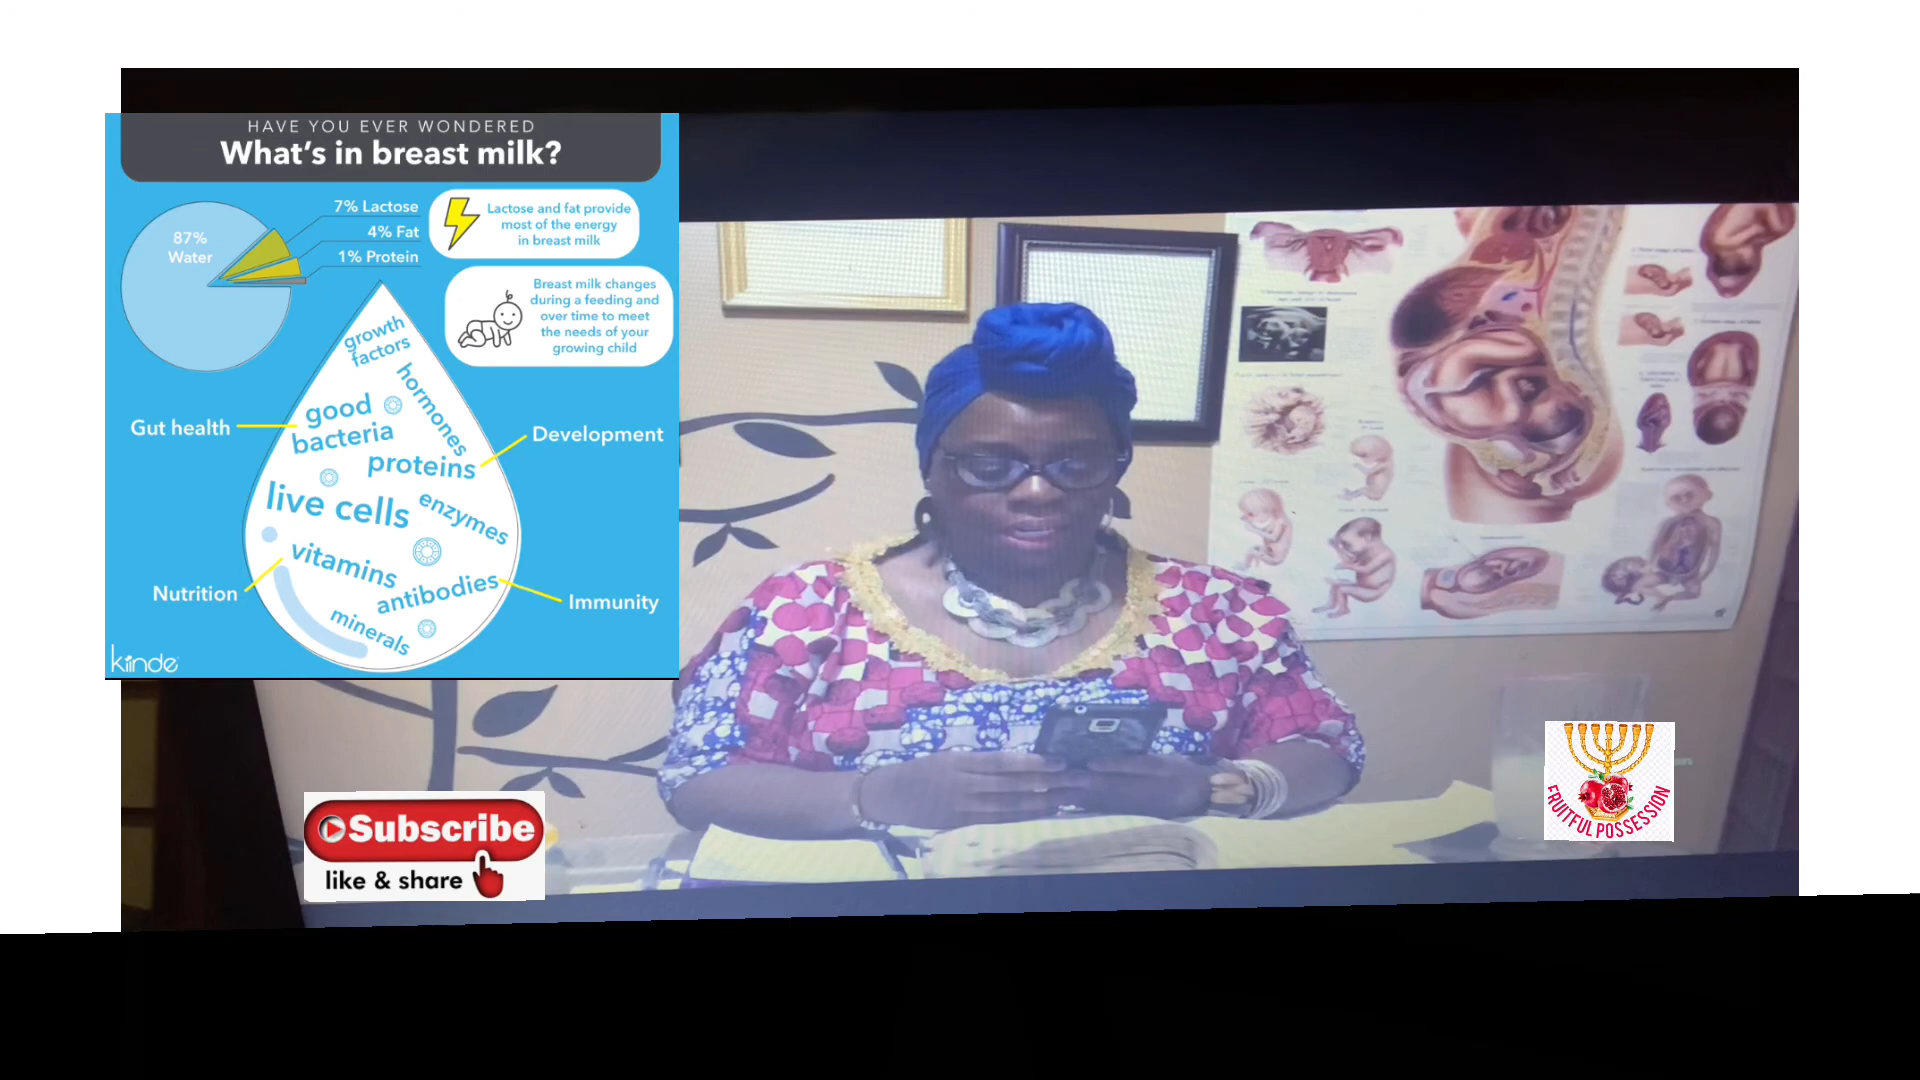 HAVE YOU EVER WONDERED
What's in breast milk?
87%
Water
7% Lactose
4% Fat
1% Protein
Lactose and fat provide
most of the energy
in breast milk
Breast milk changes
during a feeding and
over time to meet
the needs of your
growing child
growth
factors
hormones
good
bacteria
proteins
live cells
enzymes
vitamins
antibodies
minerals
Gut health
Development
Nutrition
Immunity
kiinde
Subscribe
like & share
FRUITFUL POSSESSION